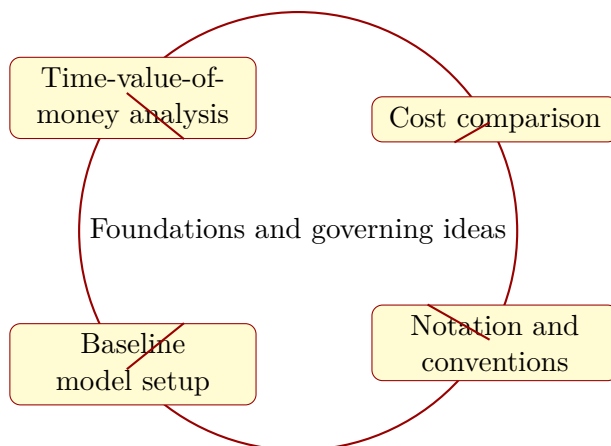 Time-value-of-
money analysis
Cost comparison
Foundations and governing ideas
Baseline
model setup
Notation and
conventions